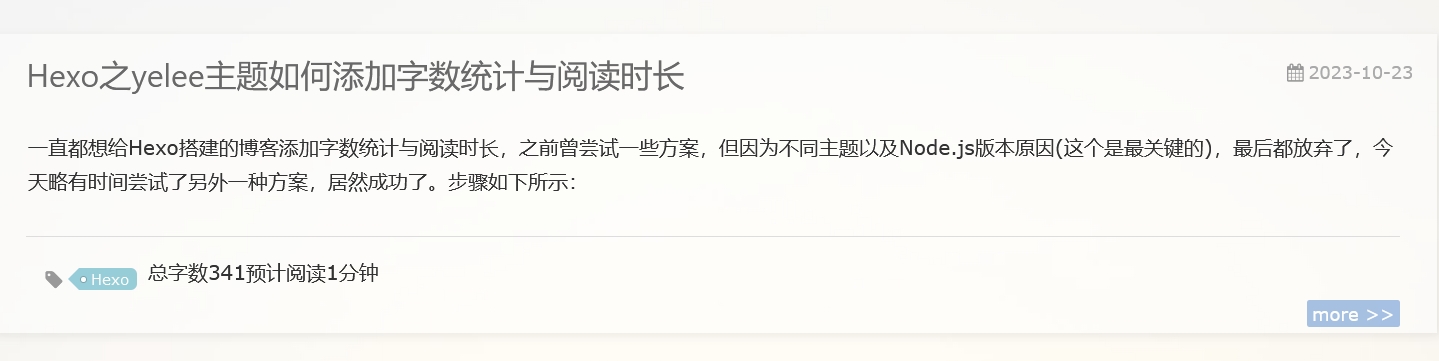 Hexo之yelee主题如何添加字数统计与阅读时长
2023-10-23
一直都想给Hexo搭建的博客添加字数统计与阅读时长，之前曾尝试一些方案，但因为不同主题以及Node.js版本原因(这个是最关键的)，最后都放弃了，今
天略有时间尝试了另外一种方案，居然成功了。步骤如下所示：
Hexo 总字数341预计阅读1分钟
more >>